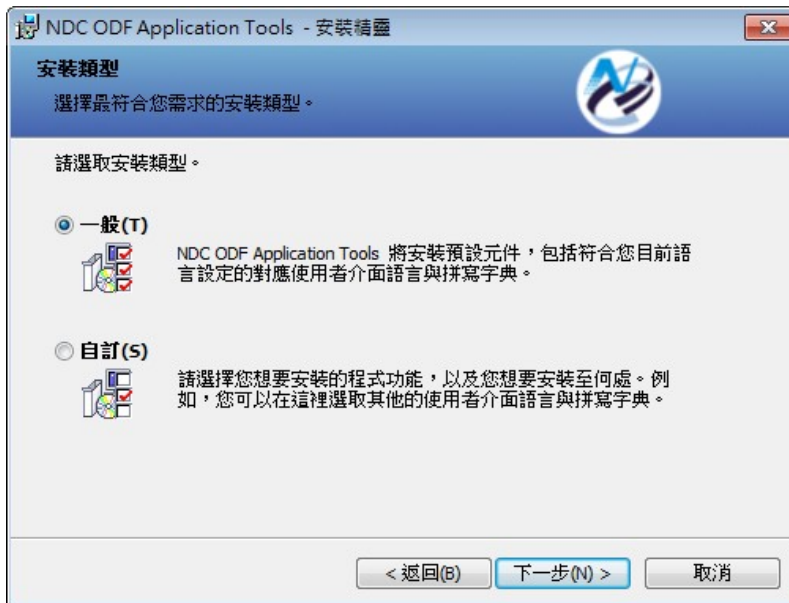 NDC ODF Application Tools - 安裝精靈
安裝類型
選擇最符合您需求的安裝類型。
請選取安裝類型。
一般(T)
NDC ODF Application Tools 將安裝預設元件，包括符合您目前語
言設定的對應使用者介面語言與拼寫字典。
自訂(S)
請選擇您想要安裝的程式功能，以及您想要安裝至何處。例
如，您可以在這裡選取其他的使用者介面語言與拼寫字典。
< 返回(B)
下一步(N) >
取消